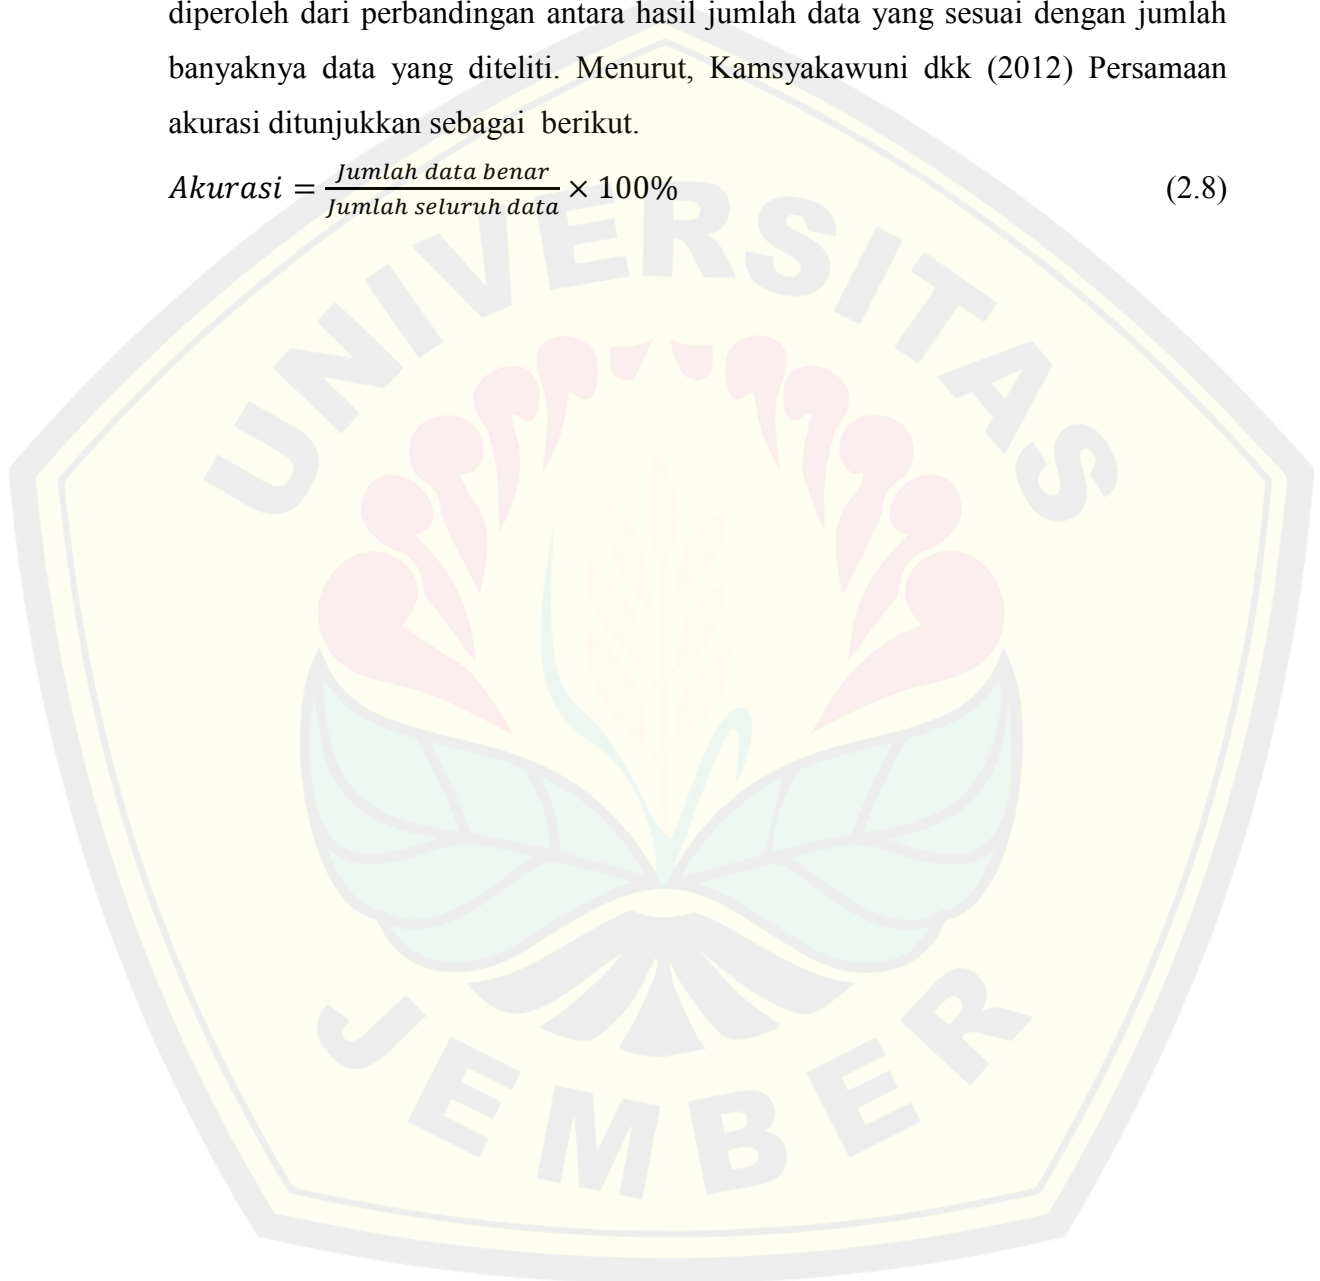 diperoleh dari perbandingan antara hasil jumlah data yang sesuai dengan jumlah
banyaknya data yang diteliti. Menurut, Kamsyakawuni dkk (2012) Persamaan
akurasi ditunjukkan sebagai berikut.
Akurasi = Jumlah data benar / Jumlah seluruh data × 100% (2.8)
UNIVERSITAS
JEMBER